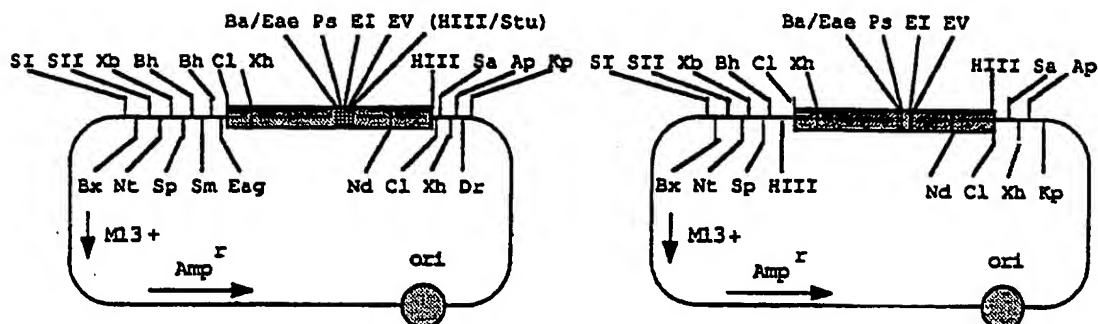 Ba/Eae Ps EI EV (HIII/Stu)
SI SII Xb Bh Bh Cl Xh HIII Sa Ap Kp
Bx Nt Sp Sm Eag Nd Cl Xh Dr
M13+
Amp r
ori
Ba/Eae Ps EI EV
SI SII Xb Bh Cl Xh HIII Sa Ap
Bx Nt Sp HIII Nd Cl Xh Kp
M13+
Amp r
ori